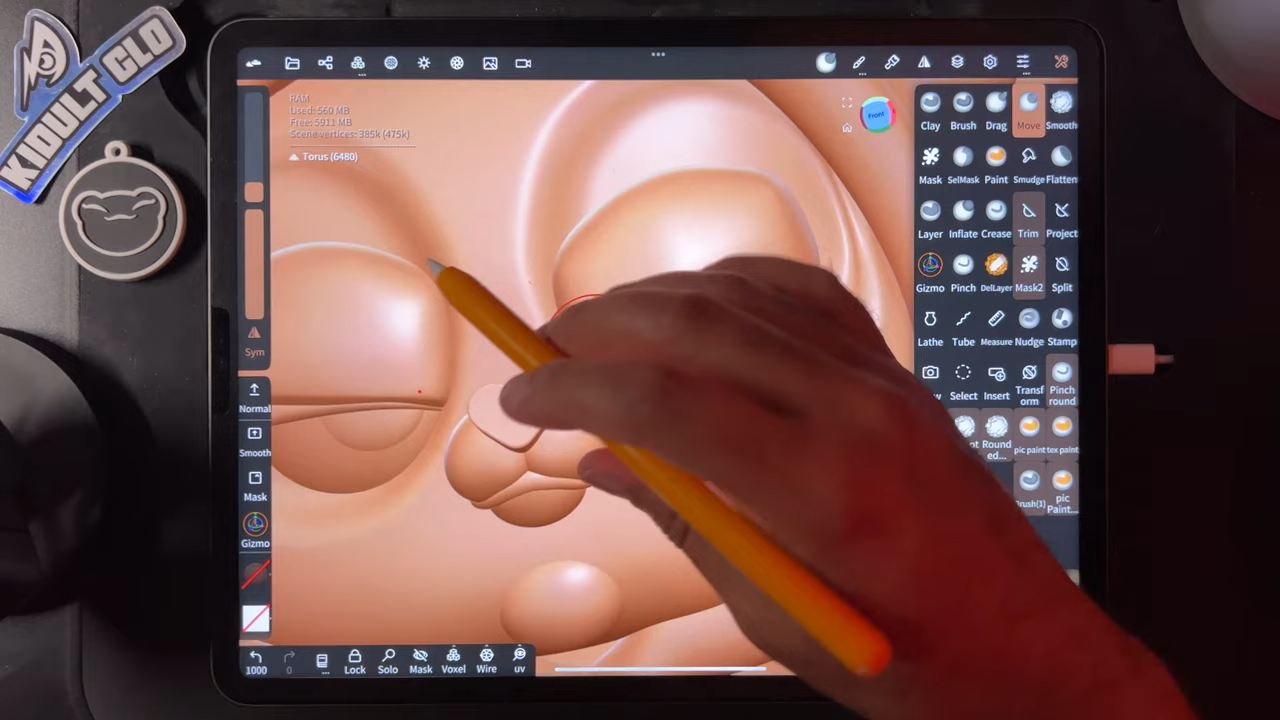 KIDULT CLO
RAM
Used: 560 MB
Free: 5911 MB
Scene vertices: 385k (475k)
Torus (6480)
Front
Sym
Normal
Smooth
Mask
Gizmo
Clay Brush Drag Move Smooth
Mask SelMask Paint Smudge Flatten
Layer Inflate Crease Trim Project
Gizmo Pinch DelLayer Mask2 Split
Lathe Tube Measure Nudge Stamp
Select Insert Transf
orm Pinch
round
Round
ed... pic paint tex paint
Brush(1) pic
Paint...
1000 0 ... Lock Solo Mask Voxel Wire uv